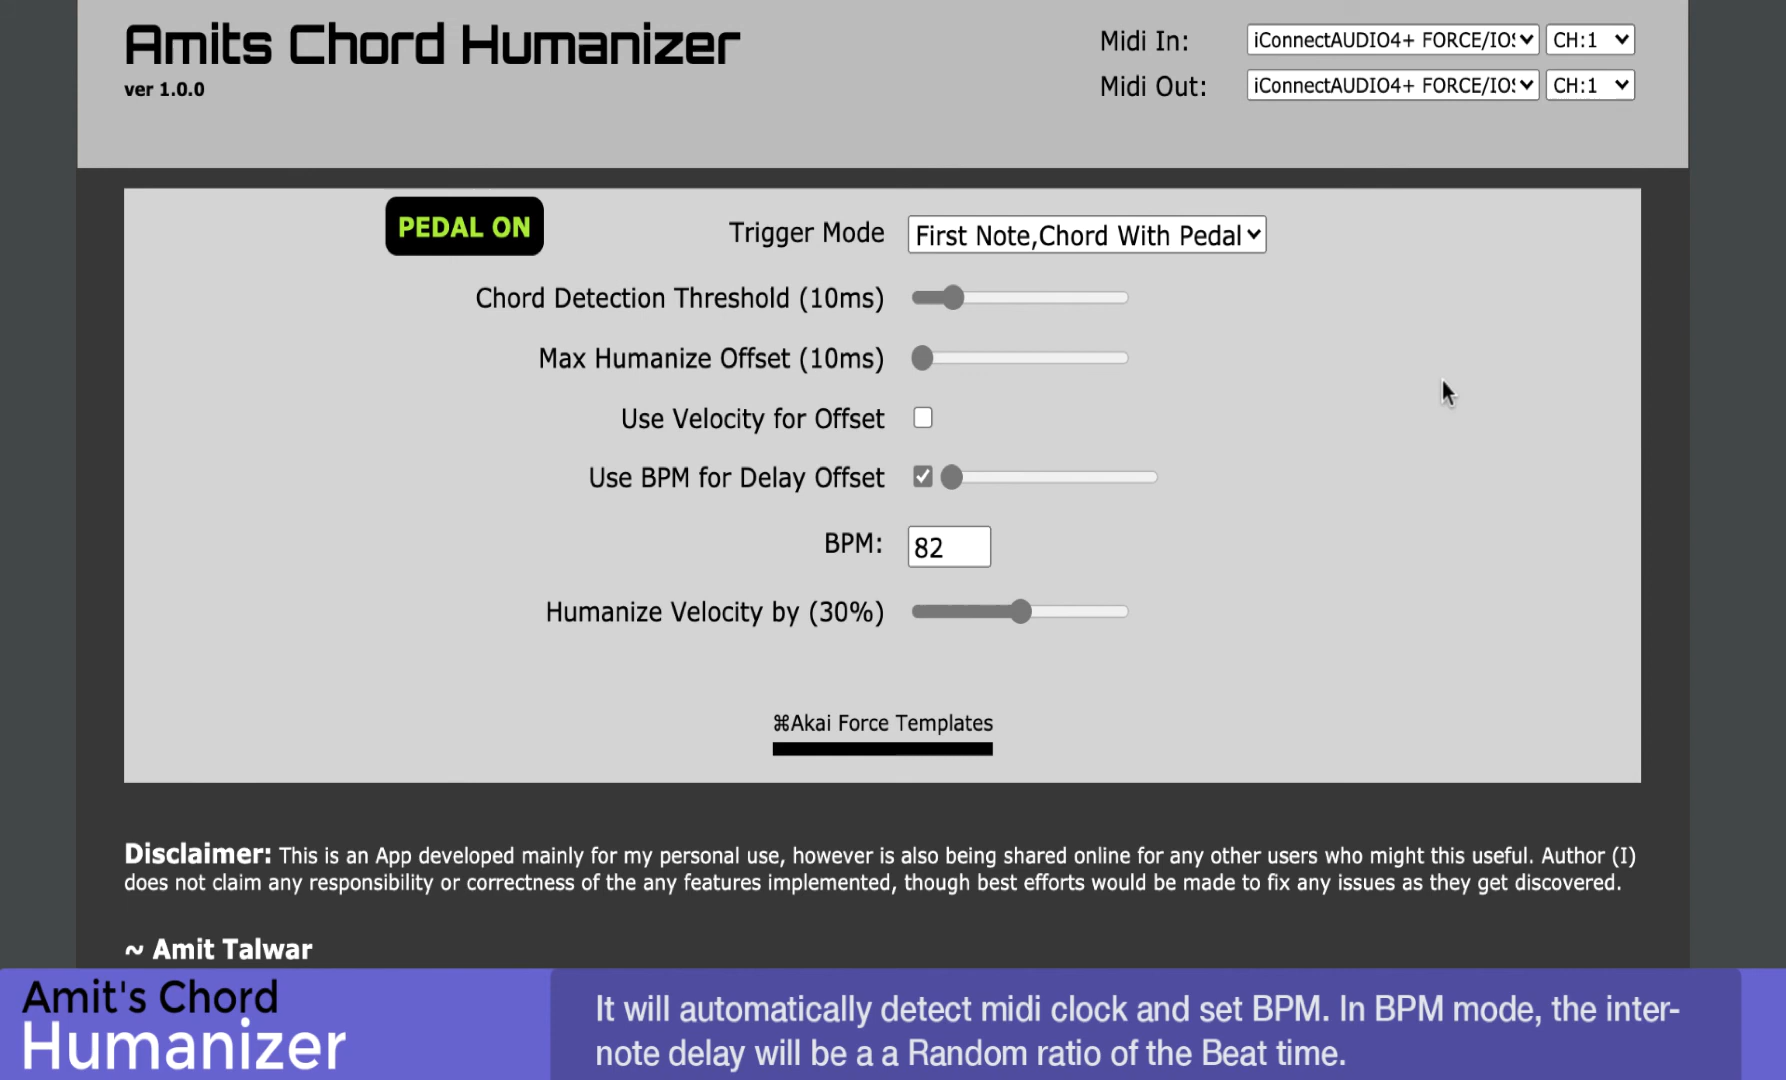 Amits Chord Humanizer
ver 1.0.0
Midi In: iConnectAUDIO4+ FORCE/IOS CH:1
Midi Out: iConnectAUDIO4+ FORCE/IOS CH:1
PEDAL ON
Trigger Mode First Note,Chord With Pedal
Chord Detection Threshold (10ms)
Max Humanize Offset (10ms)
Use Velocity for Offset
Use BPM for Delay Offset
BPM: 82
Humanize Velocity by (30%)
⌘Akai Force Templates
Disclaimer: This is an App developed mainly for my personal use, however is also being shared online for any other users who might this useful. Author (I)
does not claim any responsibility or correctness of the any features implemented, though best efforts would be made to fix any issues as they get discovered.
~ Amit Talwar
Amit's Chord
Humanizer
It will automatically detect midi clock and set BPM. In BPM mode, the inter-
note delay will be a a Random ratio of the Beat time.